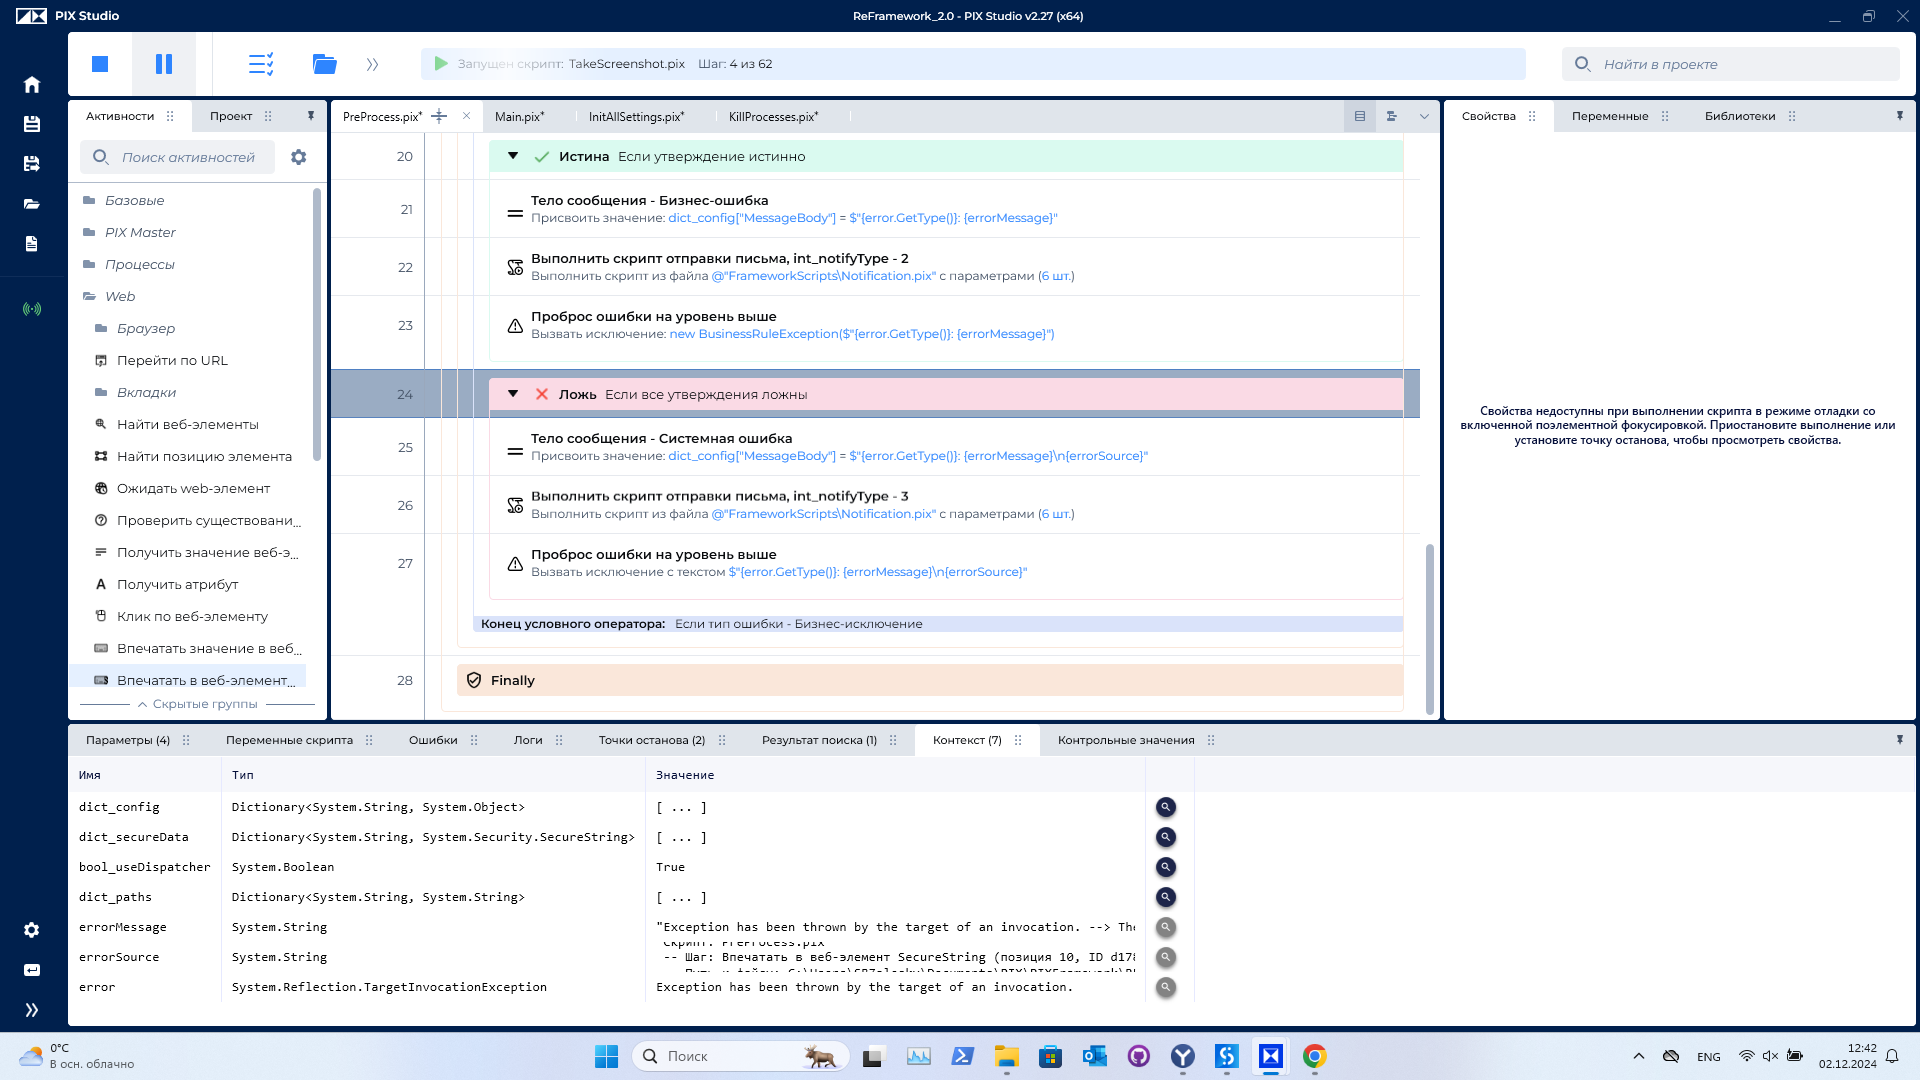 PIX Studio
ReFramework_2.0 - PIX Studio v2.27 (x64)
Запущен скрипт: TakeScreenshot.pix Шаг: 4 из 62
Найти в проекте
Активности
Проект
PreProcess.pix*
Main.pix*
InitAllSettings.pix*
KillProcesses.pix*
Свойства
Переменные
Библиотеки
Поиск активностей
Базовые
PIX Master
Процессы
Web
Браузер
Перейти по URL
Вкладки
Найти веб-элементы
Найти позицию элемента
Ожидать web-элемент
Проверить существовани...
Получить значение веб-э...
Получить атрибут
Клик по веб-элементу
Впечатать значение в веб...
Впечатать в веб-элемент ...
Скрытые группы
20
Истина Если утверждение истинно
21
Тело сообщения - Бизнес-ошибка
Присвоить значение: dict_config["MessageBody"] = $"{error.GetType()}: {errorMessage}"
22
Выполнить скрипт отправки письма, int_notifyType - 2
Выполнить скрипт из файла @"FrameworkScripts\Notification.pix" с параметрами (6 шт.)
23
Проброс ошибки на уровень выше
Вызвать исключение: new BusinessRuleException($"{error.GetType()}: {errorMessage}")
24
Ложь Если все утверждения ложны
25
Тело сообщения - Системная ошибка
Присвоить значение: dict_config["MessageBody"] = $"{error.GetType()}: {errorMessage}\n{errorSource}"
26
Выполнить скрипт отправки письма, int_notifyType - 3
Выполнить скрипт из файла @"FrameworkScripts\Notification.pix" с параметрами (6 шт.)
27
Проброс ошибки на уровень выше
Вызвать исключение с текстом $"{error.GetType()}: {errorMessage}\n{errorSource}"
Конец условного оператора: Если тип ошибки - Бизнес-исключение
28
Finally
Свойства недоступны при выполнении скрипта в режиме отладки со
включенной поэлементной фокусировкой. Приостановите выполнение или
установите точку останова, чтобы просмотреть свойства.
Параметры (4)
Переменные скрипта
Ошибки
Логи
Точки останова (2)
Результат поиска (1)
Контекст (7)
Контрольные значения
Имя Тип Значение
dict_config Dictionary<System.String, System.Object> [ ... ]
dict_secureData Dictionary<System.String, System.Security.SecureString> [ ... ]
bool_useDispatcher System.Boolean True
dict_paths Dictionary<System.String, System.String> [ ... ]
errorMessage System.String "Exception has been thrown by the target of an invocation. --> The
Скрипт: PreProcess.pix
errorSource System.String -- Шаг: Впечатать в веб-элемент SecureString (позиция 10, ID d178
error System.Reflection.TargetInvocationException Exception has been thrown by the target of an invocation.
0°C
В осн. облачно
Поиск
ENG
12:42
02.12.2024